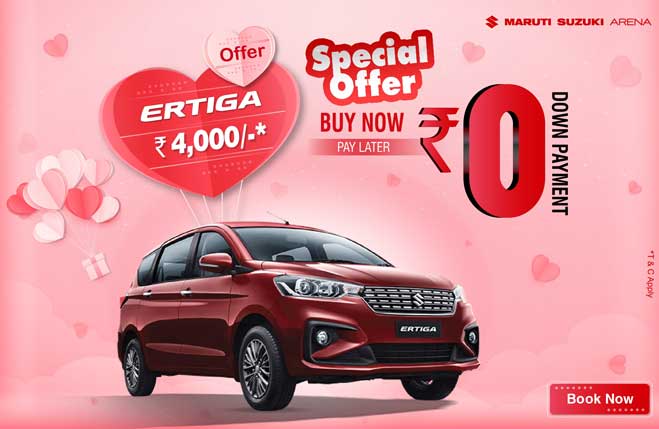 MARUTI SUZUKI ARENA
Offer
ERTIGA
₹ 4,000/-*
Special
Offer
BUY NOW
PAY LATER
₹0
DOWN PAYMENT
*T & C Apply
ERTIGA
Book Now